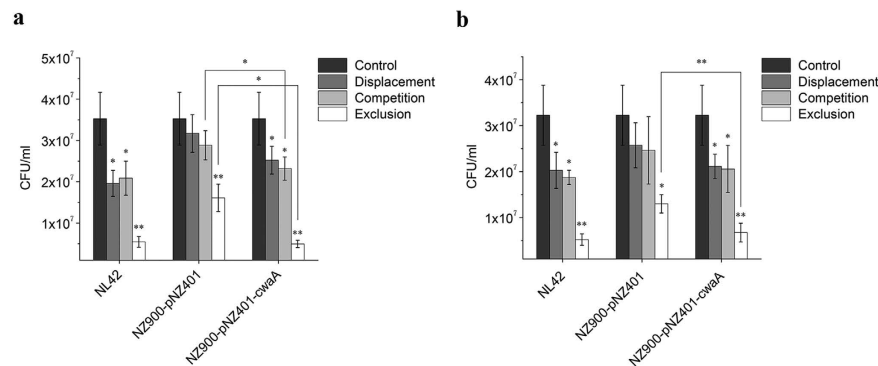 a
CFU/ml
5x10⁷
4x10⁷
3x10⁷
2x10⁷
1x10⁷
Control
Displacement
Competition
Exclusion
*
*
*
*
**
**
*
*
**
NL42
NZ900-pNZ401
NZ900-pNZ401-cwaA
b
CFU/ml
4x10⁷
3x10⁷
2x10⁷
1x10⁷
Control
Displacement
Competition
Exclusion
**
*
*
**
*
*
*
**
NL42
NZ900-pNZ401
NZ900-pNZ401-cwaA